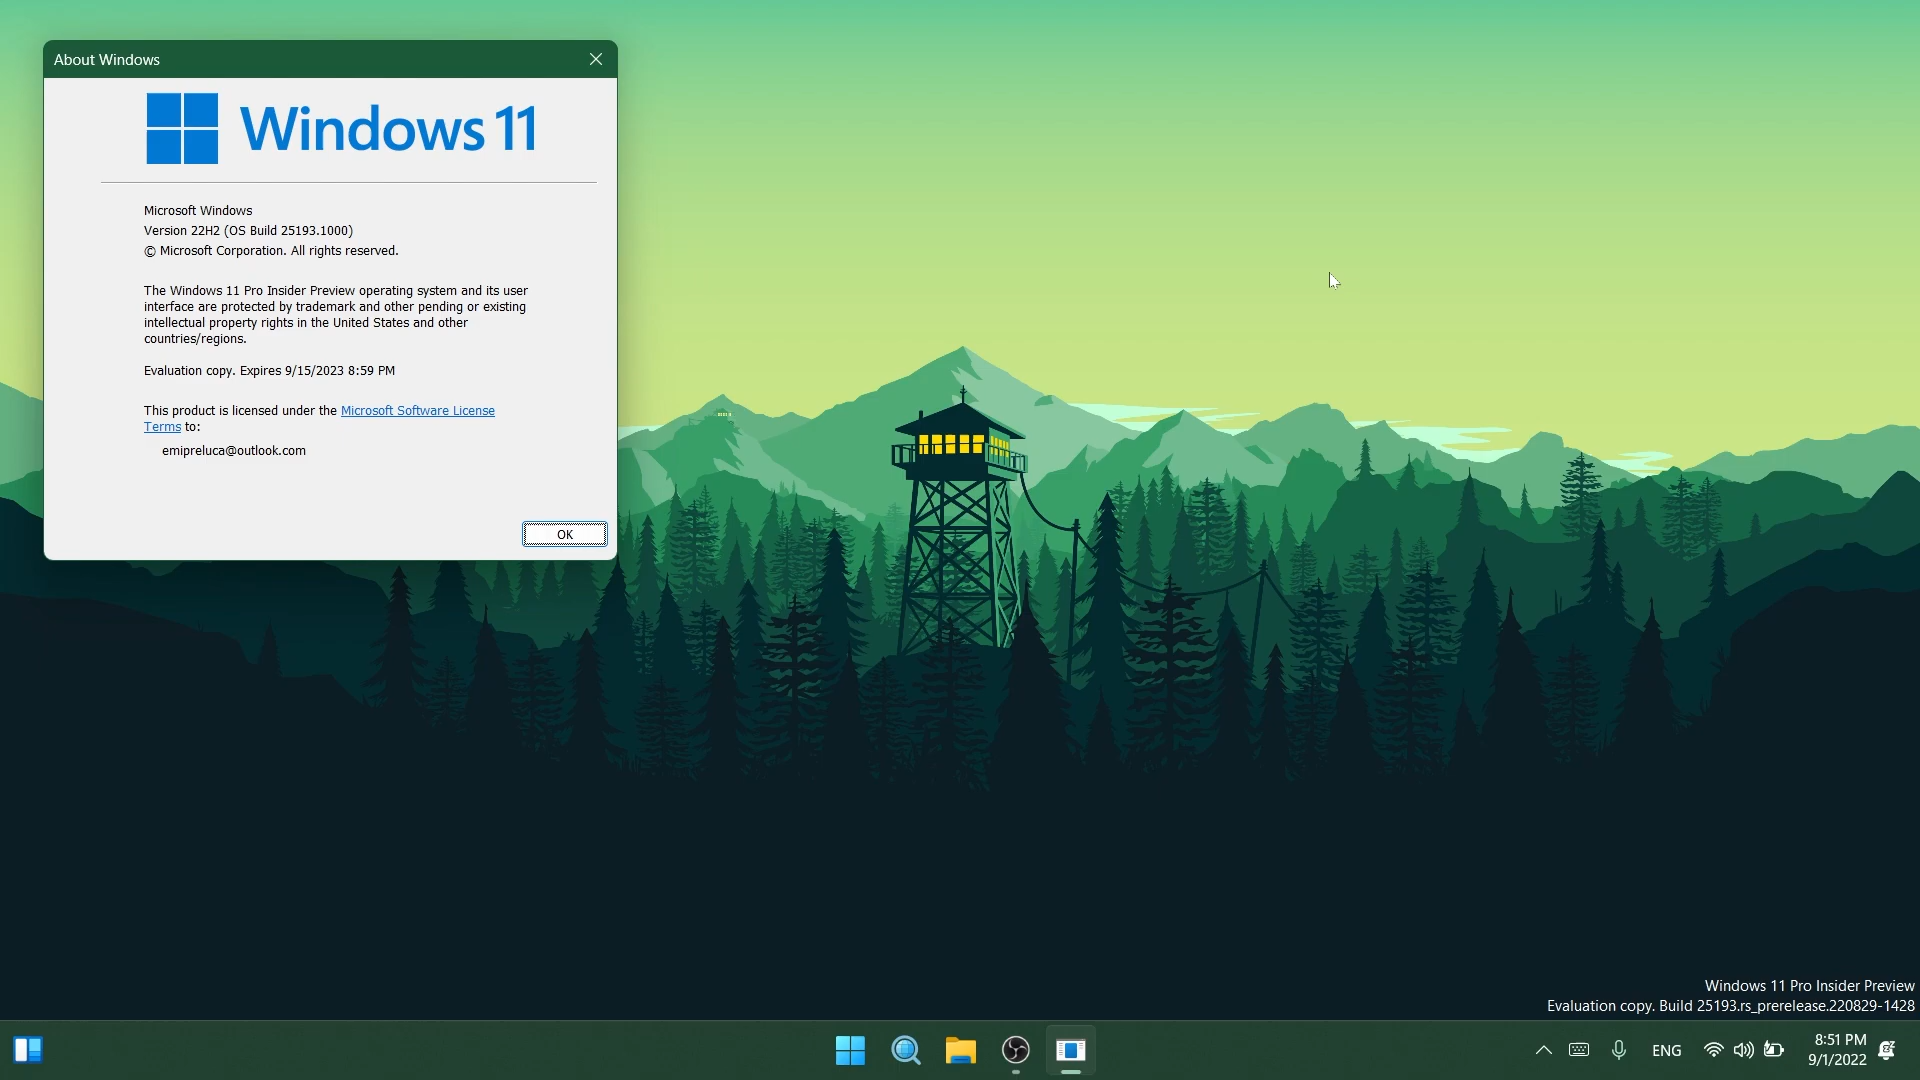 About Windows
Windows 11
Microsoft Windows
Version 22H2 (OS Build 25193.1000)
© Microsoft Corporation. All rights reserved.
The Windows 11 Pro Insider Preview operating system and its user
interface are protected by trademark and other pending or existing
intellectual property rights in the United States and other
countries/regions.
Evaluation copy. Expires 9/15/2023 8:59 PM
This product is licensed under the Microsoft Software License
Terms to:
emipreluca@outlook.com
OK
Windows 11 Pro Insider Preview
Evaluation copy. Build 25193.rs_prerelease.220829-1428
ENG
8:51 PM
9/1/2022